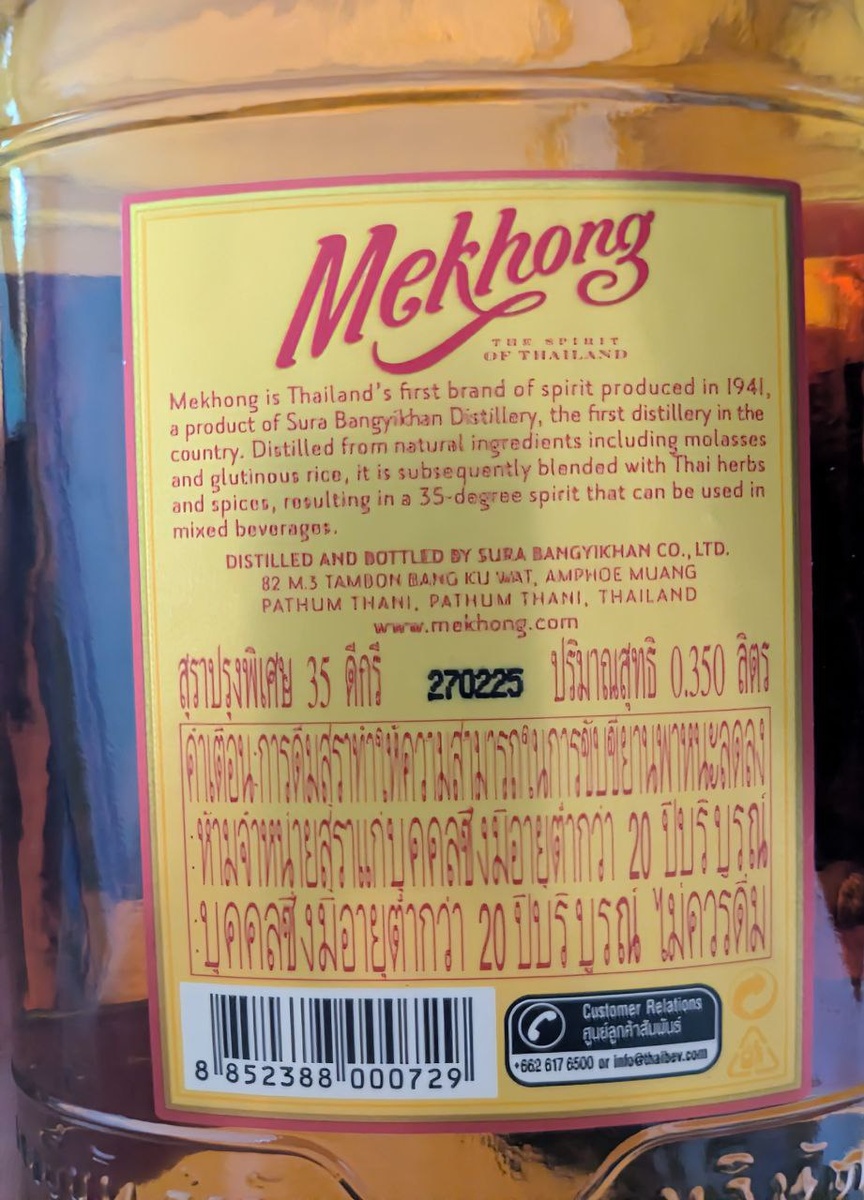 Mekhong
THE SPIRIT
OF THAILAND
Mekhong is Thailand's first brand of spirit produced in 1941,
a product of Sura Bangyikhan Distillery, the first distillery in the
country. Distilled from natural ingredients including molasses
and glutinous rice, it is subsequently blended with Thai herbs
and spices, resulting in a 35-degree spirit that can be used in
mixed beverages.
DISTILLED AND BOTTLED BY SURA BANGYIKHAN CO., LTD.
82 M.3 TAMBON BANG KU WAT, AMPHOE MUANG
PATHUM THANI, PATHUM THANI, THAILAND
www.mekhong.com
สุราปรุงพิเศษ 35 ดีกรี 270225 ปริมาณสุทธิ 0.350 ลิตร
คำเตือน:การดื่มสุราทำให้ความสามารถในการขับขี่ยานพาหนะลดลง
:ห้ามจำหน่ายสุราแก่บุคคลซึ่งมีอายุต่ำกว่า 20 ปีบริบูรณ์
:บุคคลซึ่งมีอายุต่ำกว่า 20 ปีบริบูรณ์ ไม่ควรดื่ม
Customer Relations
ศูนย์ลูกค้าสัมพันธ์
+662 617 6500 or info@thaibev.com
8 852388 000729